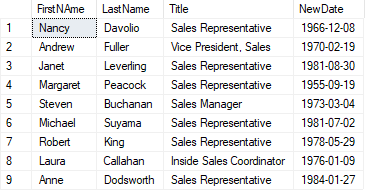 FirstNAme LastName Title NewDate
1 Nancy Davolio Sales Representative 1966-12-08
2 Andrew Fuller Vice President, Sales 1970-02-19
3 Janet Leverling Sales Representative 1981-08-30
4 Margaret Peacock Sales Representative 1955-09-19
5 Steven Buchanan Sales Manager 1973-03-04
6 Michael Suyama Sales Representative 1981-07-02
7 Robert King Sales Representative 1978-05-29
8 Laura Callahan Inside Sales Coordinator 1976-01-09
9 Anne Dodsworth Sales Representative 1984-01-27